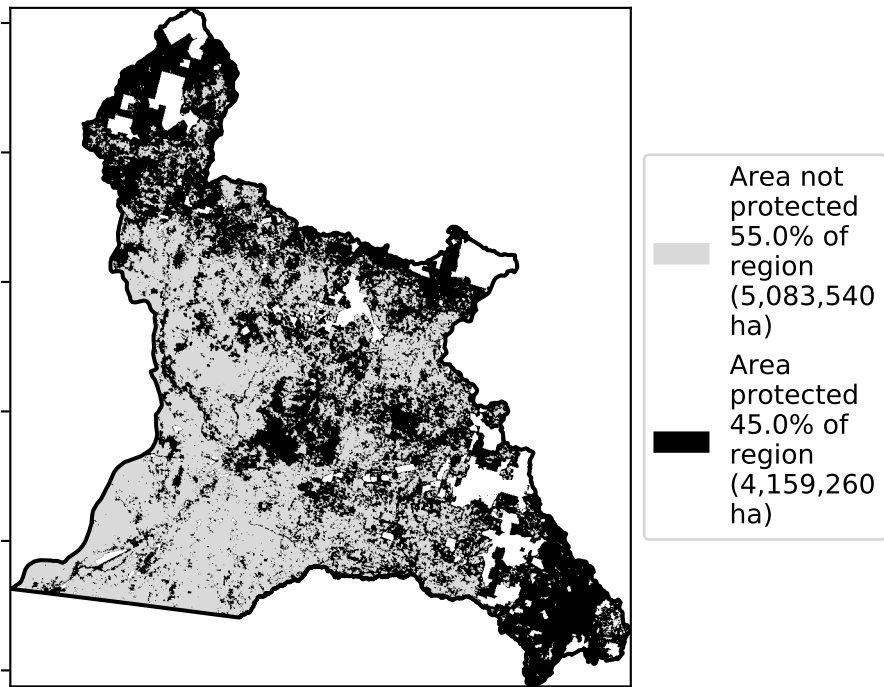 Area not
protected
55.0% of
region
(5,083,540
ha)
Area
protected
45.0% of
region
(4,159,260
ha)